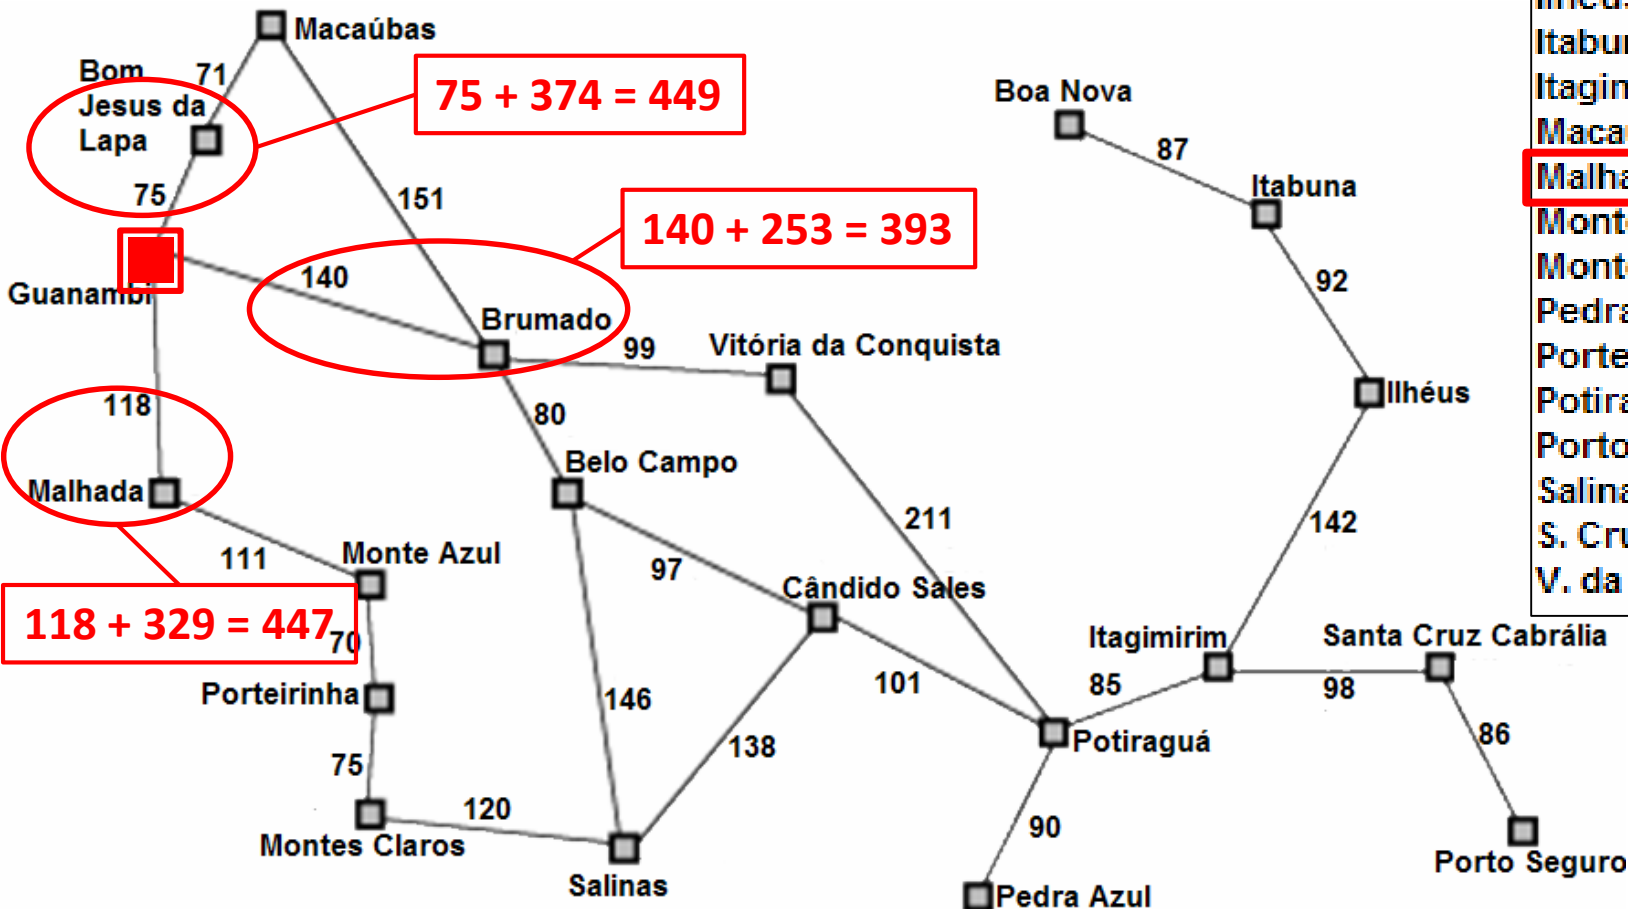 Macaúbas
Bom
Jesus da
Lapa
71
75 + 374 = 449
Boa Nova
87
Itabuna
75
151
140 + 253 = 393
92
Guanambi
140
Brumado
99
Vitória da Conquista
Ilhéus
118
80
Belo Campo
Malhada
211
142
111
Monte Azul
97
Cândido Sales
118 + 329 = 447
70
Itagimirim
Santa Cruz Cabrália
Porteirinha
146
101
85
98
138
Potiraguá
86
75
120
90
Montes Claros
Porto Seguro
Salinas
Pedra Azul
S.
V. da